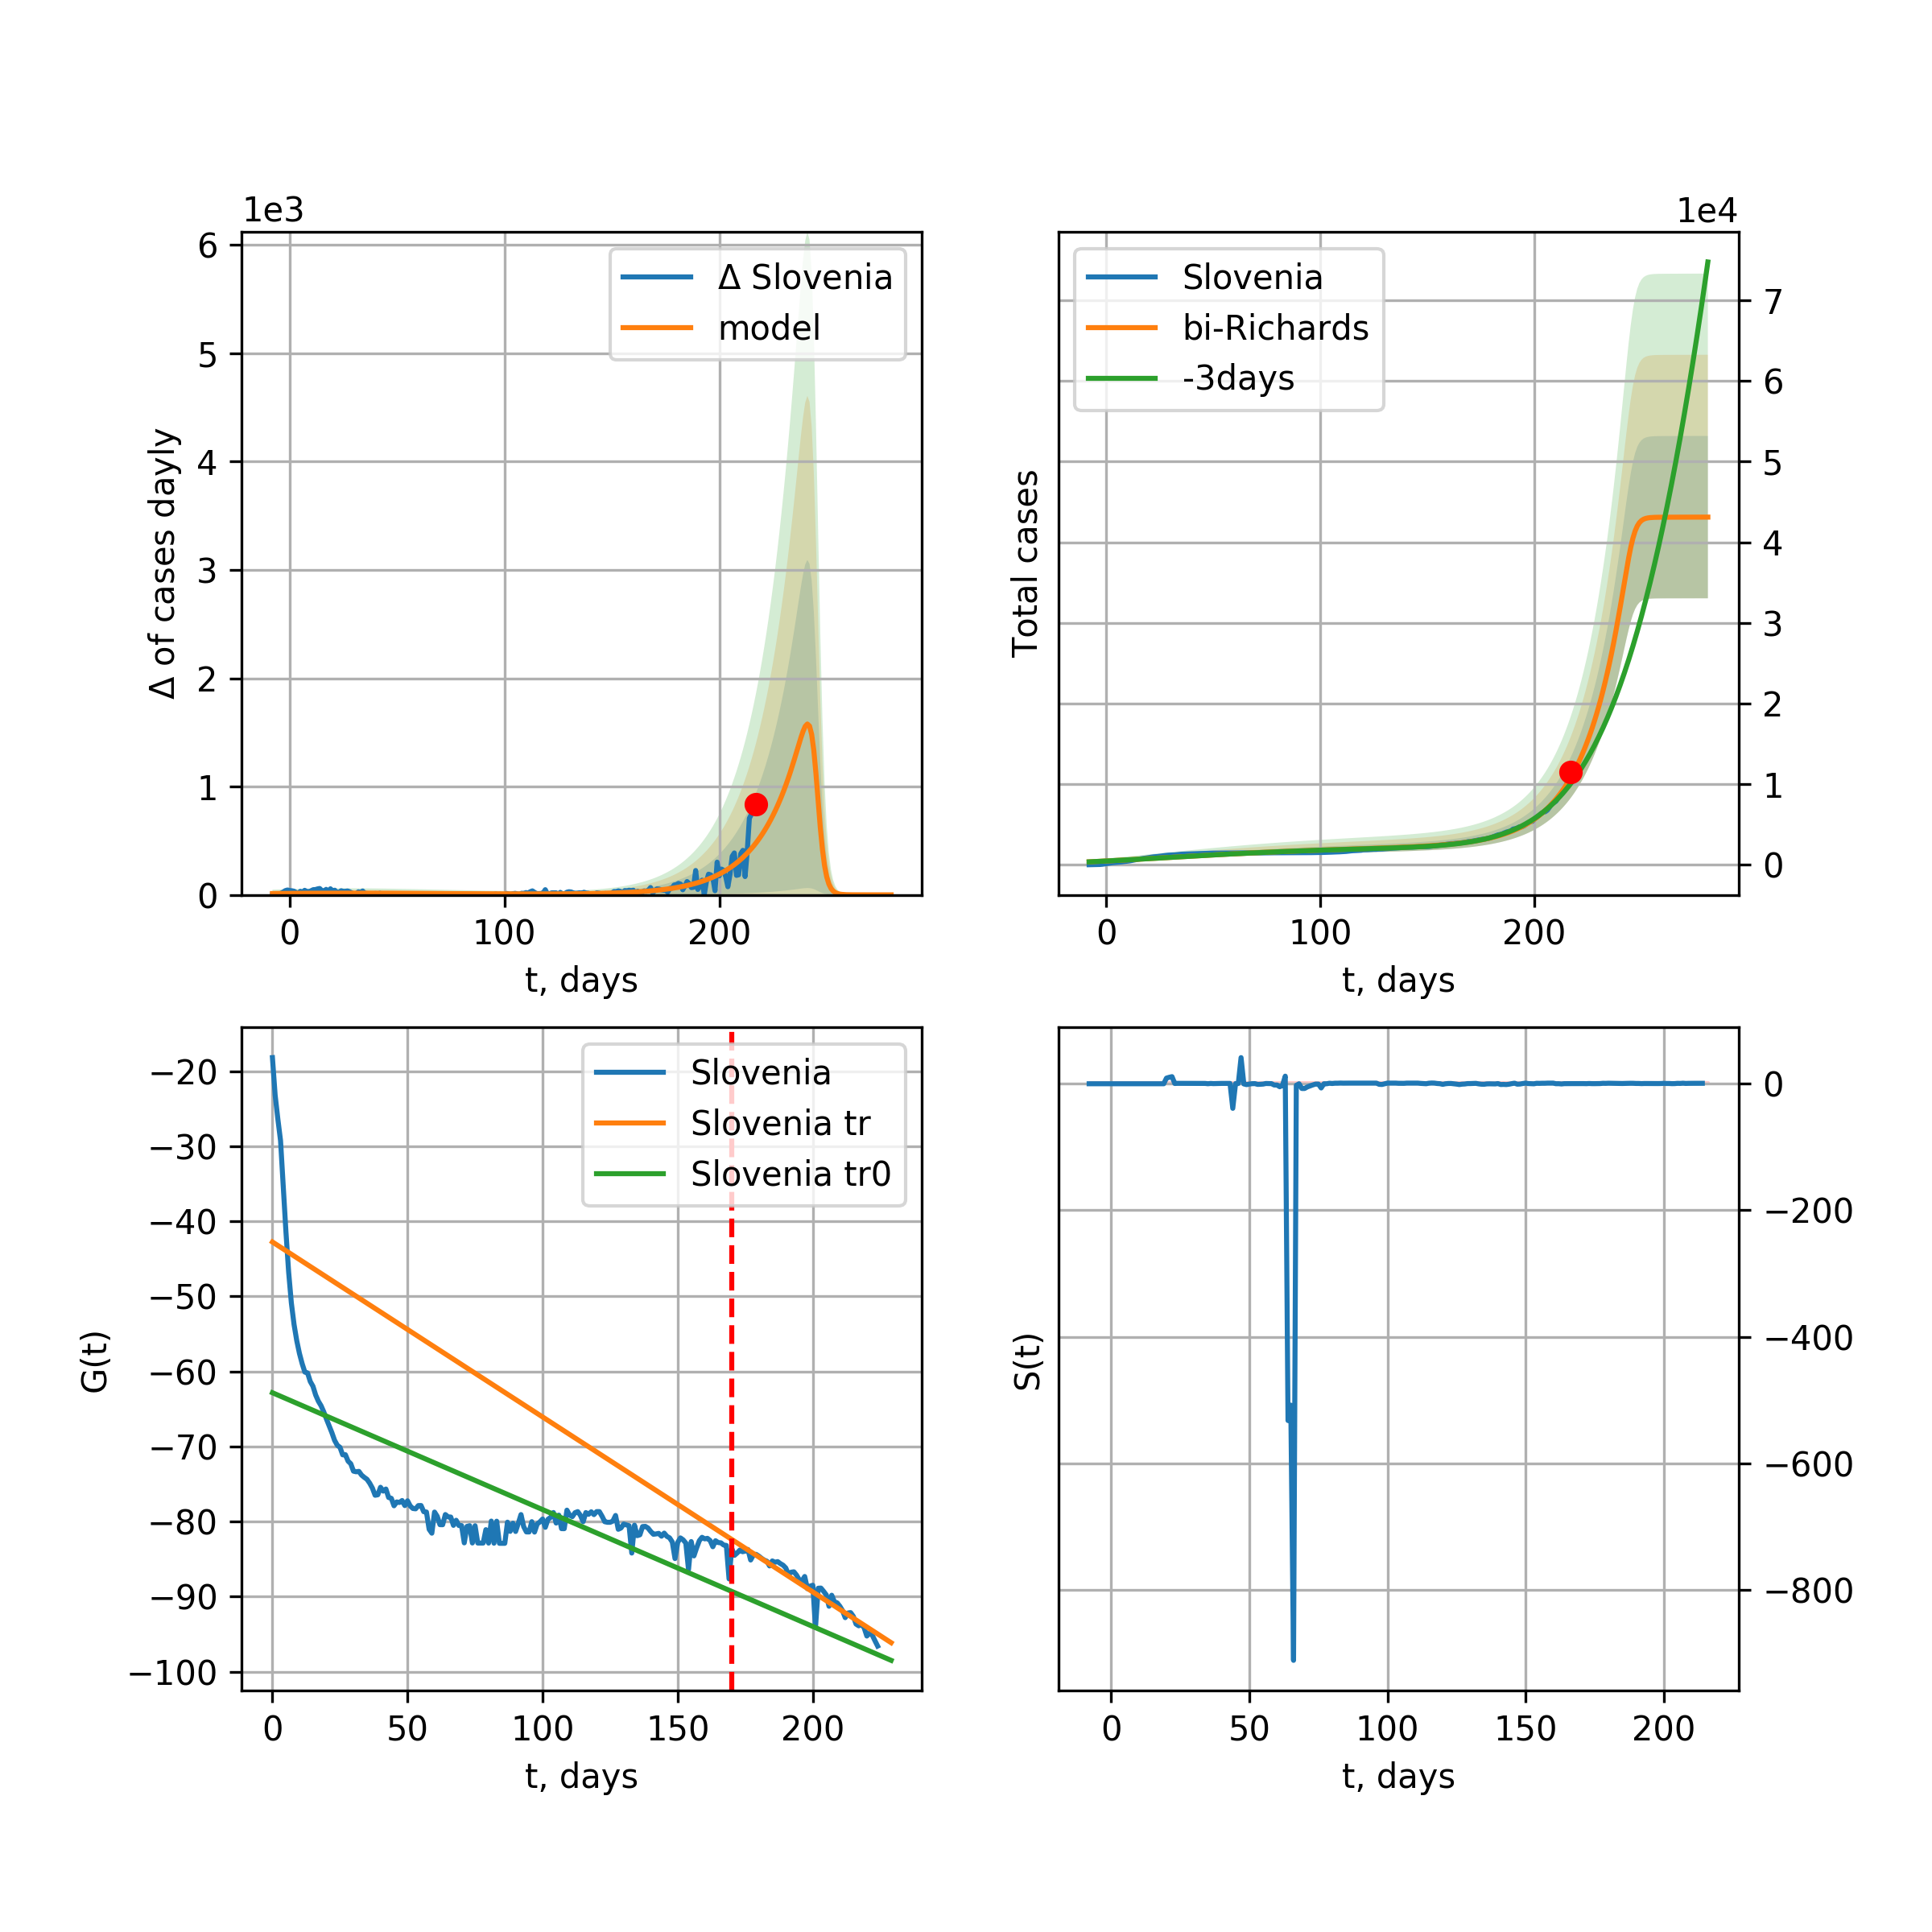 1e3
6
5
4
3
2
1
0
Δ of cases dayly
Δ Slovenia
model
0 100 200
t, days
1e4
Slovenia
bi-Richards
-3days
Total cases
7
6
5
4
3
2
1
0
0 100 200
t, days
−20
−30
−40
−50
−60
−70
−80
−90
−100
G(t)
Slovenia
Slovenia tr
Slovenia tr0
0 50 100 150 200
t, days
S(t)
0
−200
−400
−600
−800
0 50 100 150 200
t, days